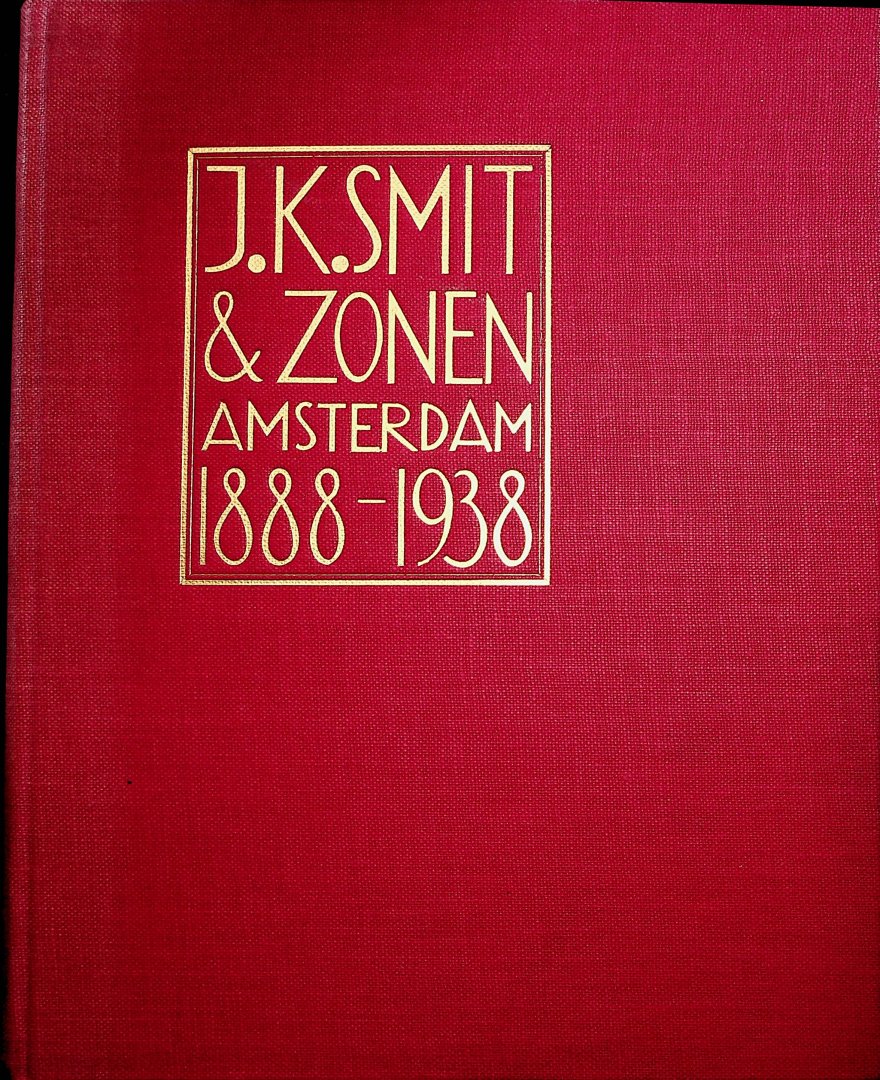 J.K.SMIT
& ZONEN
AMSTERDAM
1888-1938